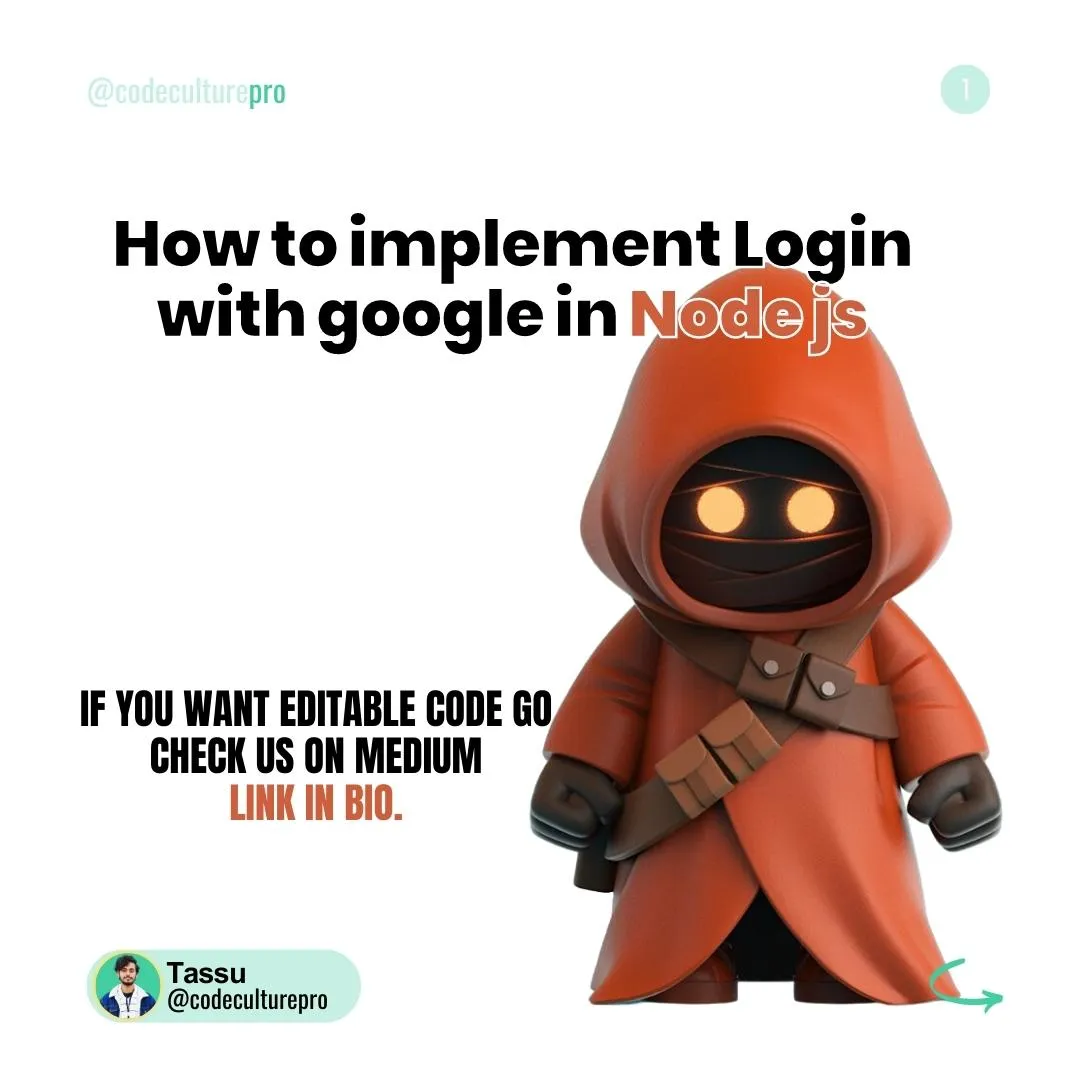 @codeculturepro
1
How to implement Login
with google in Node js
IF YOU WANT EDITABLE CODE GO
CHECK US ON MEDIUM
LINK IN BIO.
Tassu
@codeculturepro